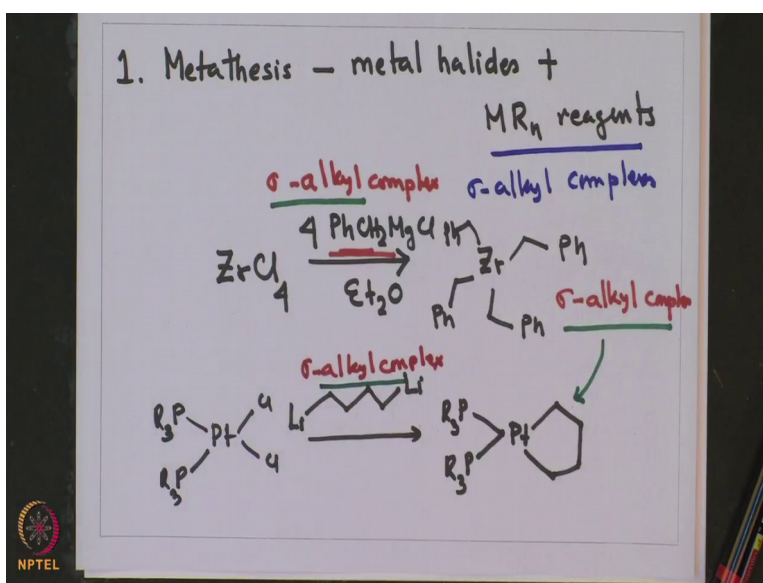 1. Metathesis – metal halides +
MRn reagents
σ-alkyl complex
σ-alkyl complexes
4 PhCH2MgCl
ZrCl4
Et2O
Ph
Zr
Ph
Ph
Ph
σ-alkyl complex
σ-alkyl complex
Li
Li
R3P
Pt
Cl
R3P
Cl
R3P
Pt
R3P
NPTEL